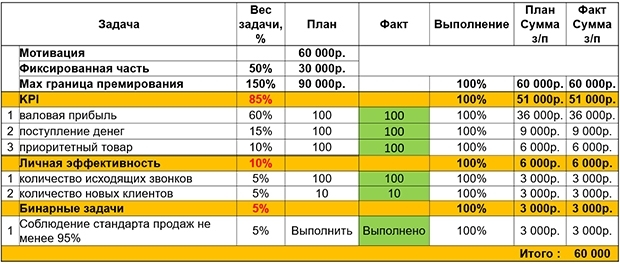 Задача Вес задачи, % План Факт Выполнение План Сумма з/п Факт Сумма з/п
Мотивация 60 000р.
Фиксированная часть 50% 30 000р.
Мах граница премирования 150% 90 000р. 100% 60 000р. 60 000р.
KPI 85% 100% 51 000р. 51 000р.
1 валовая прибыль 60% 100 100 100% 36 000р. 36 000р.
2 поступление денег 15% 100 100 100% 9 000р. 9 000р.
3 приоритетный товар 10% 100 100 100% 6 000р. 6 000р.
Личная эффективность 10% 100% 6 000р. 6 000р.
1 количество исходящих звонков 5% 100 100 100% 3 000р. 3 000р.
2 количество новых клиентов 5% 10 10 100% 3 000р. 3 000р.
Бинарные задачи 5% 100% 3 000р. 3 000р.
1 Соблюдение стандарта продаж не менее 95% 5% Выполнить Выполнено 100% 3 000р. 3 000р.
Итого : 60 000